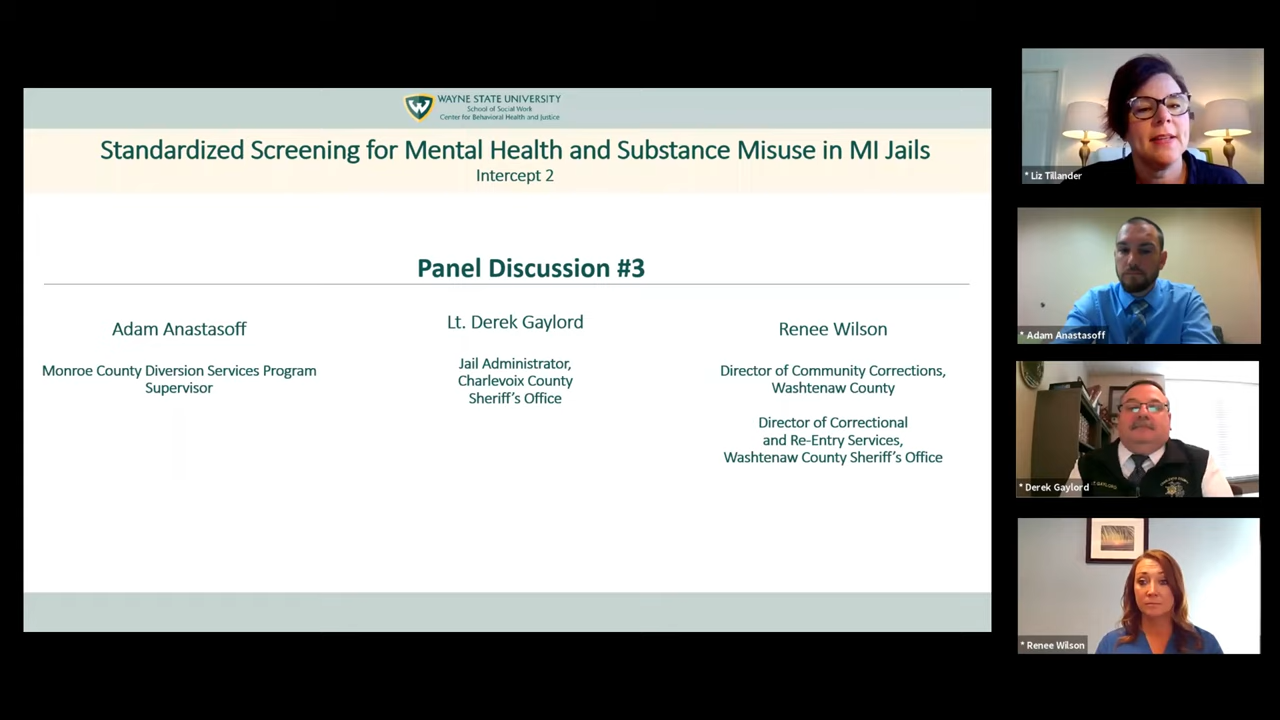 WAYNE STATE UNIVERSITY
School of Social Work
Center for Behavioral Health and Justice
Standardized Screening for Mental Health and Substance Misuse in MI Jails
Intercept 2
Panel Discussion #3
Adam Anastasoff
Monroe County Diversion Services Program
Supervisor
Lt. Derek Gaylord
Jail Administrator,
Charlevoix County
Sheriff's Office
Renee Wilson
Director of Community Corrections,
Washtenaw County
Director of Correctional
and Re-Entry Services,
Washtenaw County Sheriff's Office
* Liz Tillander
* Adam Anastasoff
* Derek Gaylord
* Renee Wilson